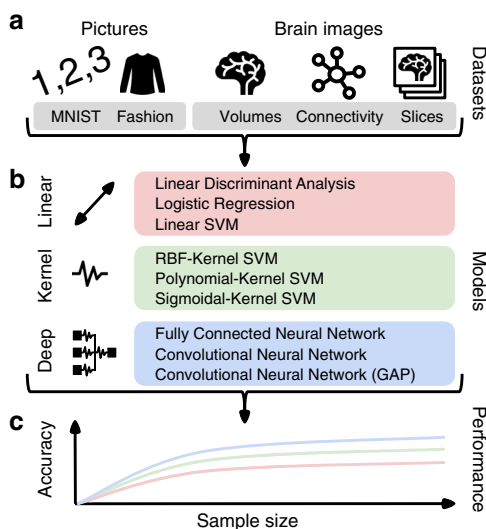 a
Pictures
Brain images
1,2,3
MNIST
Fashion
Volumes
Connectivity
Slices
Datasets
b
Linear
Linear Discriminant Analysis
Logistic Regression
Linear SVM
Kernel
RBF-Kernel SVM
Polynomial-Kernel SVM
Sigmoidal-Kernel SVM
Models
Deep
Fully Connected Neural Network
Convolutional Neural Network
Convolutional Neural Network (GAP)
c
Accuracy
Sample size
Performance